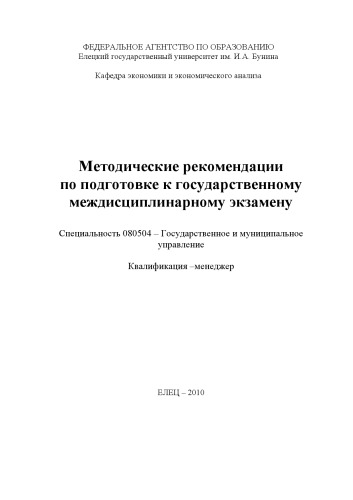 ФЕДЕРАЛЬНОЕ АГЕНТСТВО ПО ОБРАЗОВАНИЮ
Елецкий государственный университет им. И.А. Бунина
Кафедра экономики и экономического анализа
Методические рекомендации
по подготовке к государственному
междисциплинарному экзамену
Специальность 080504 – Государственное и муниципальное
управление
Квалификация –менеджер
ЕЛЕЦ – 2010